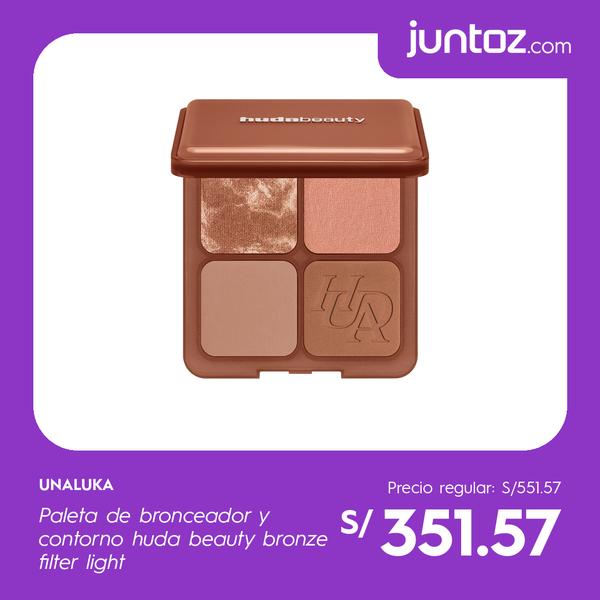 juntoz.com
hudabeauty
HUDA
UNALUKA
Paleta de bronceador y
contorno huda beauty bronze
filter light
Precio regular: S/551.57
S/ 351.57